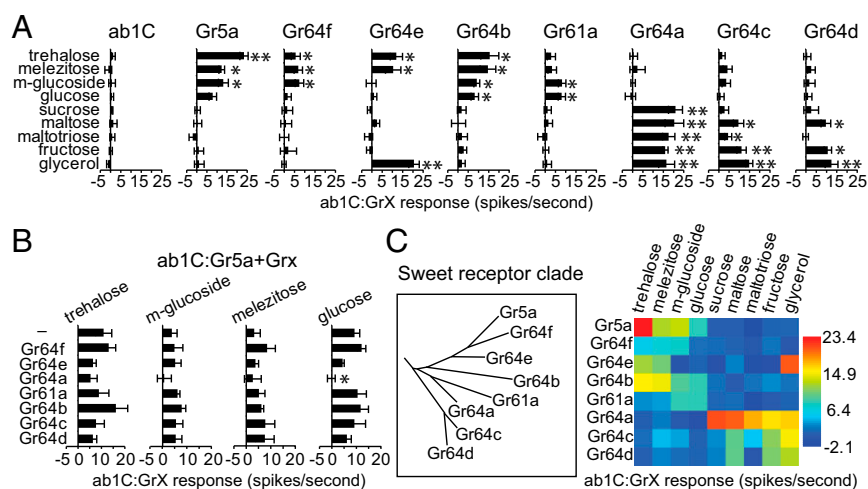 A
ab1C Gr5a Gr64f Gr64e Gr64b Gr61a Gr64a Gr64c Gr64d
trehalose ** * * * *
melezitose * * * *
m-glucoside * * * *
glucose * *
sucrose **
maltose ** * *
maltotriose ** *
fructose ** ** *
glycerol ** ** ** **
-5 5 15 25 -5 5 15 25 -5 5 15 25 -5 5 15 25 -5 5 15 25 -5 5 15 25 -5 5 15 25 -5 5 15 25 -5 5 15 25
ab1C:GrX response (spikes/second)
B
ab1C:Gr5a+Grx
trehalose m-glucoside melezitose glucose
–
Gr64f
Gr64e
Gr64a *
Gr61a
Gr64b
Gr64c
Gr64d
-5 0 10 20 -5 0 10 20 -5 0 10 20 -5 0 10 20
ab1C:GrX response (spikes/second)
C
Sweet receptor clade
Gr5a
Gr64f
Gr64e
Gr64b
Gr61a
Gr64a
Gr64c
Gr64d
trehalose melezitose m-glucoside glucose sucrose maltose maltotriose fructose glycerol
Gr5a
Gr64f
Gr64e
Gr64b
Gr61a
Gr64a
Gr64c
Gr64d
23.4
14.9
6.4
-2.1
ab1C:GrX response (spikes/second)